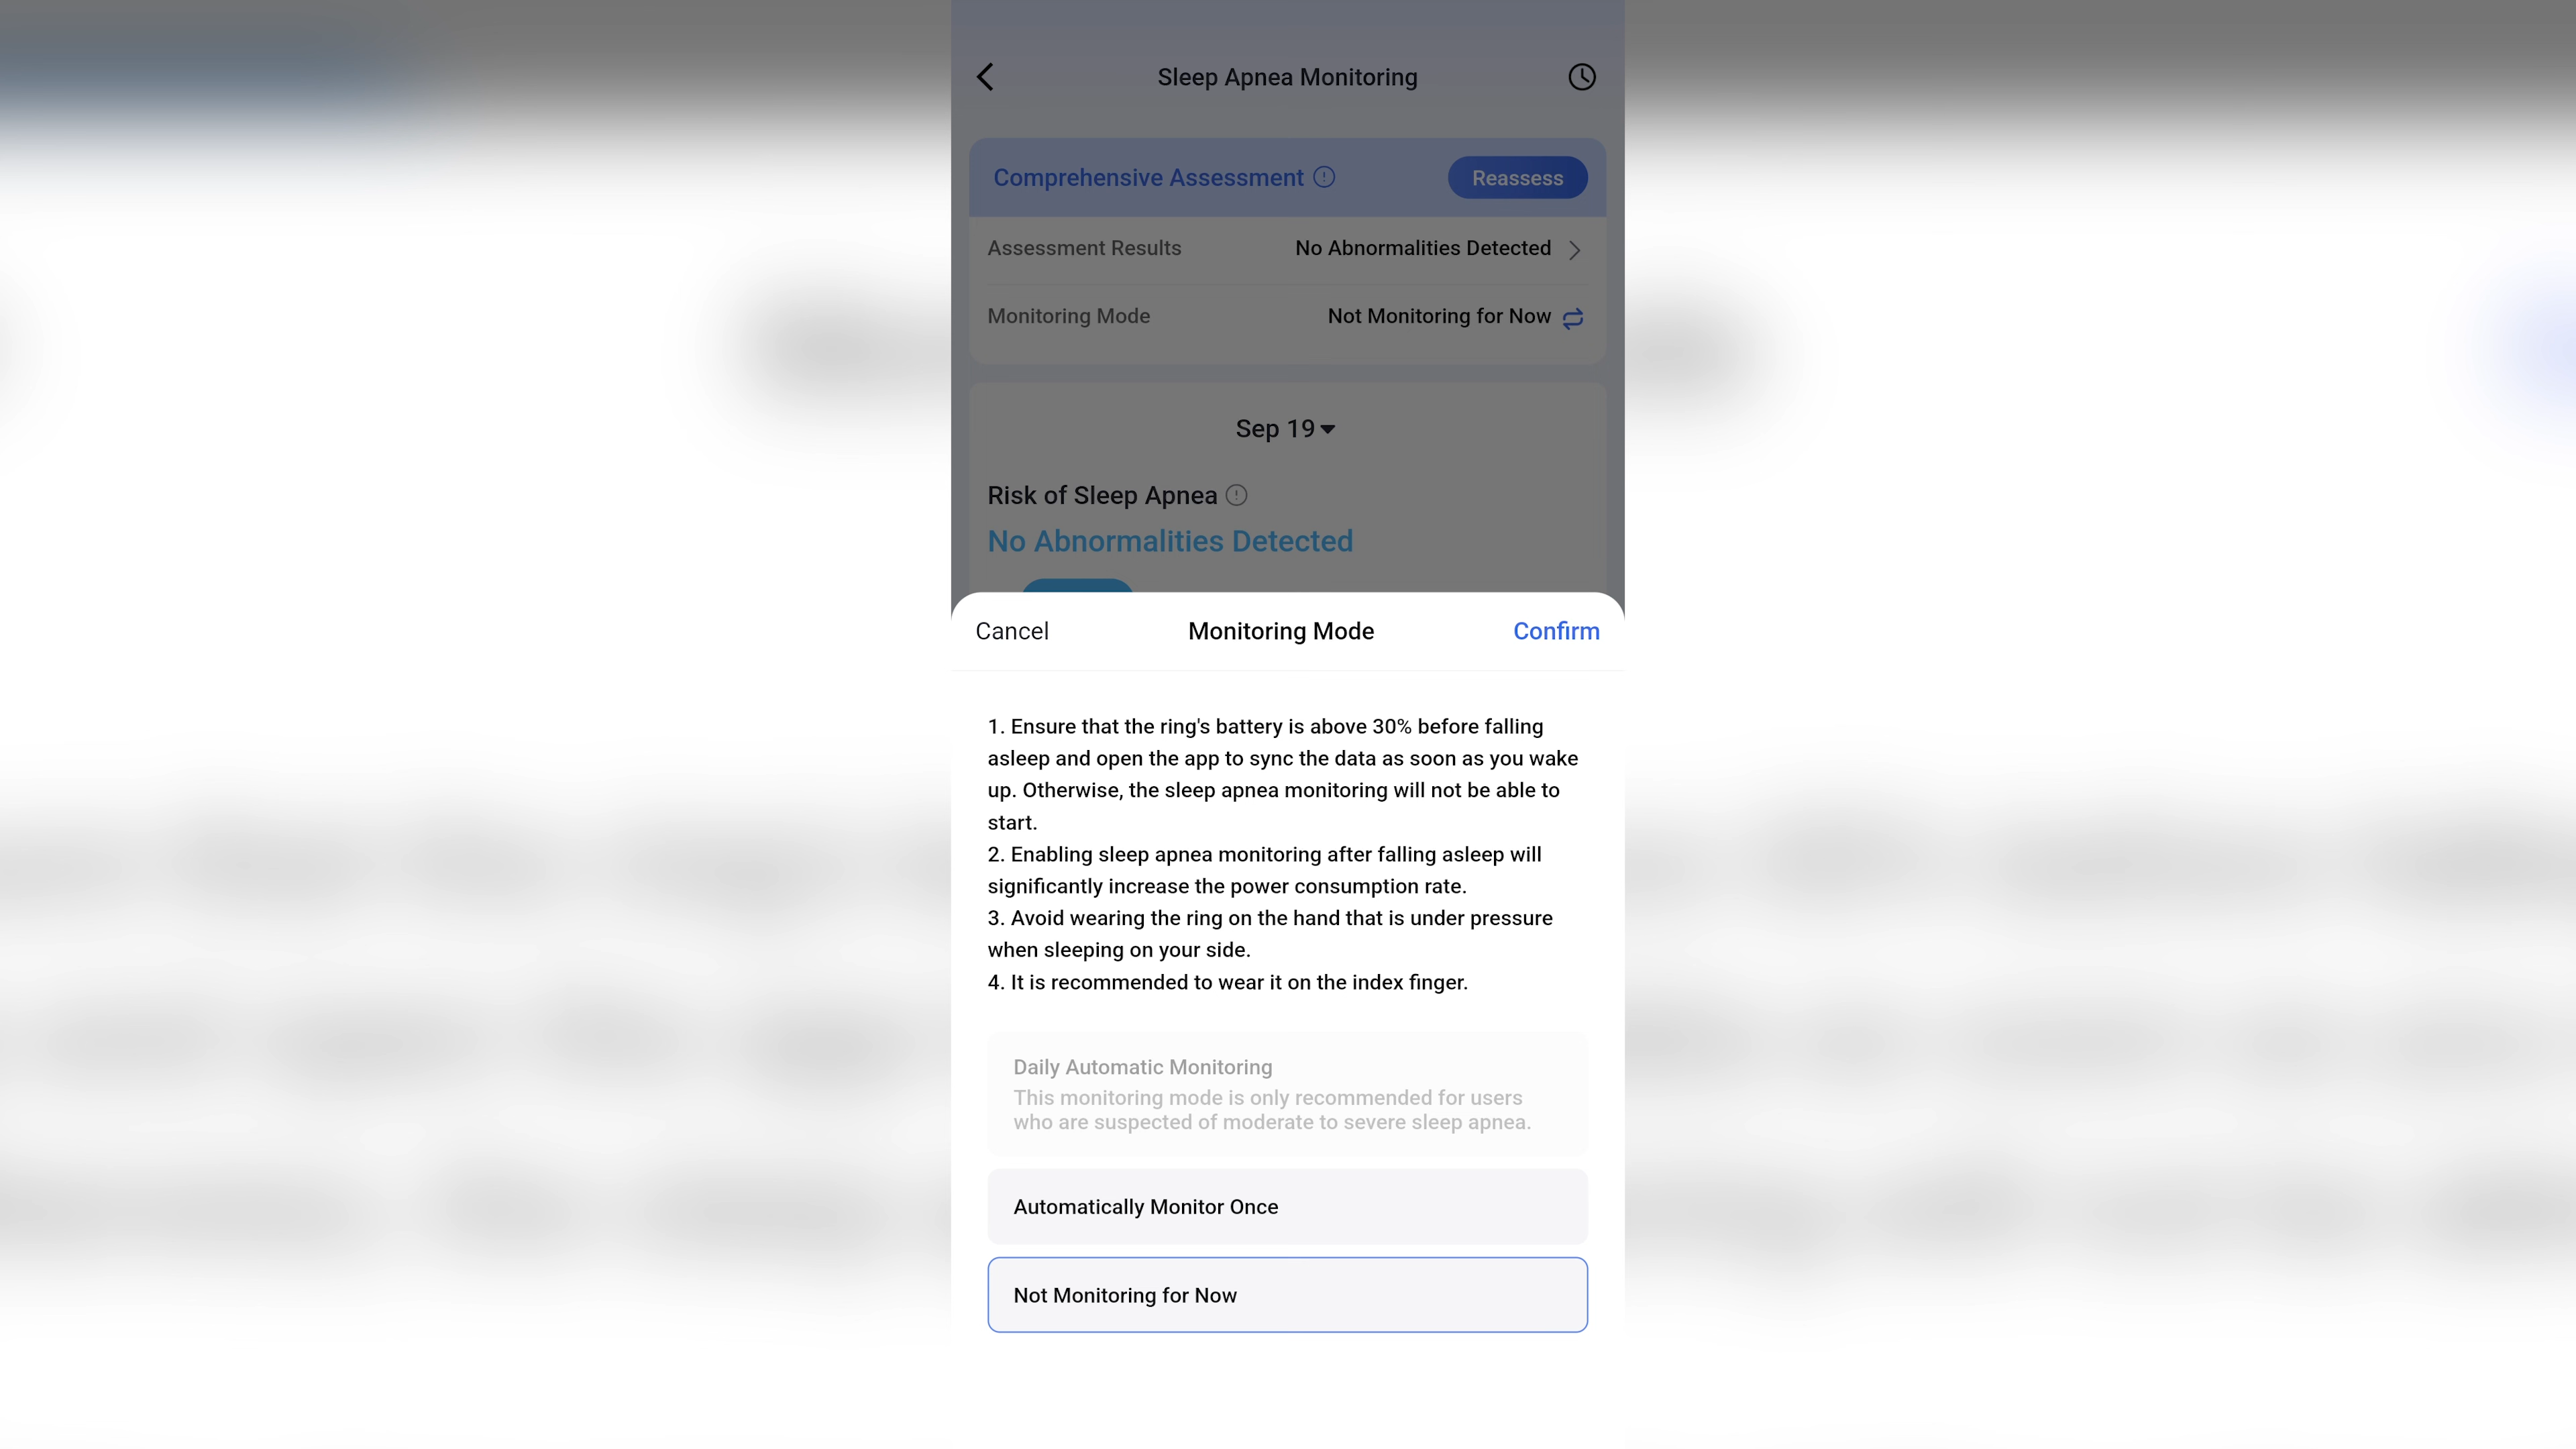 Sleep Apnea Monitoring
Comprehensive Assessment
Reassess
Assessment Results
No Abnormalities Detected
Monitoring Mode
Not Monitoring for Now
Sep 19
Risk of Sleep Apnea
No Abnormalities Detected
Cancel
Monitoring Mode
Confirm
1. Ensure that the ring's battery is above 30% before falling
asleep and open the app to sync the data as soon as you wake
up. Otherwise, the sleep apnea monitoring will not be able to
start.
2. Enabling sleep apnea monitoring after falling asleep will
significantly increase the power consumption rate.
3. Avoid wearing the ring on the hand that is under pressure
when sleeping on your side.
4. It is recommended to wear it on the index finger.
Daily Automatic Monitoring
This monitoring mode is only recommended for users
who are suspected of moderate to severe sleep apnea.
Automatically Monitor Once
Not Monitoring for Now